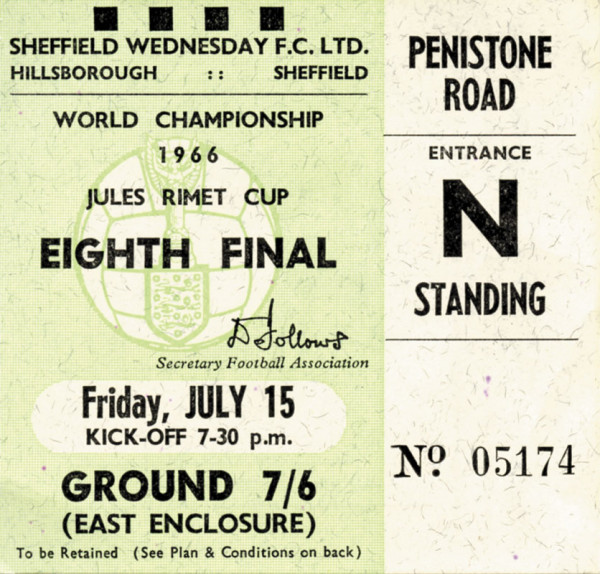 SHEFFIELD WEDNESDAY F.C. LTD.
HILLSBOROUGH :: SHEFFIELD
WORLD CHAMPIONSHIP
1966
JULES RIMET CUP
EIGHTH FINAL
D Follows
Secretary Football Association
Friday, JULY 15
KICK-OFF 7-30 p.m.
GROUND 7/6
(EAST ENCLOSURE)
To be Retained (See Plan & Conditions on back)
PENISTONE
ROAD
ENTRANCE
N
STANDING
Nº 05174